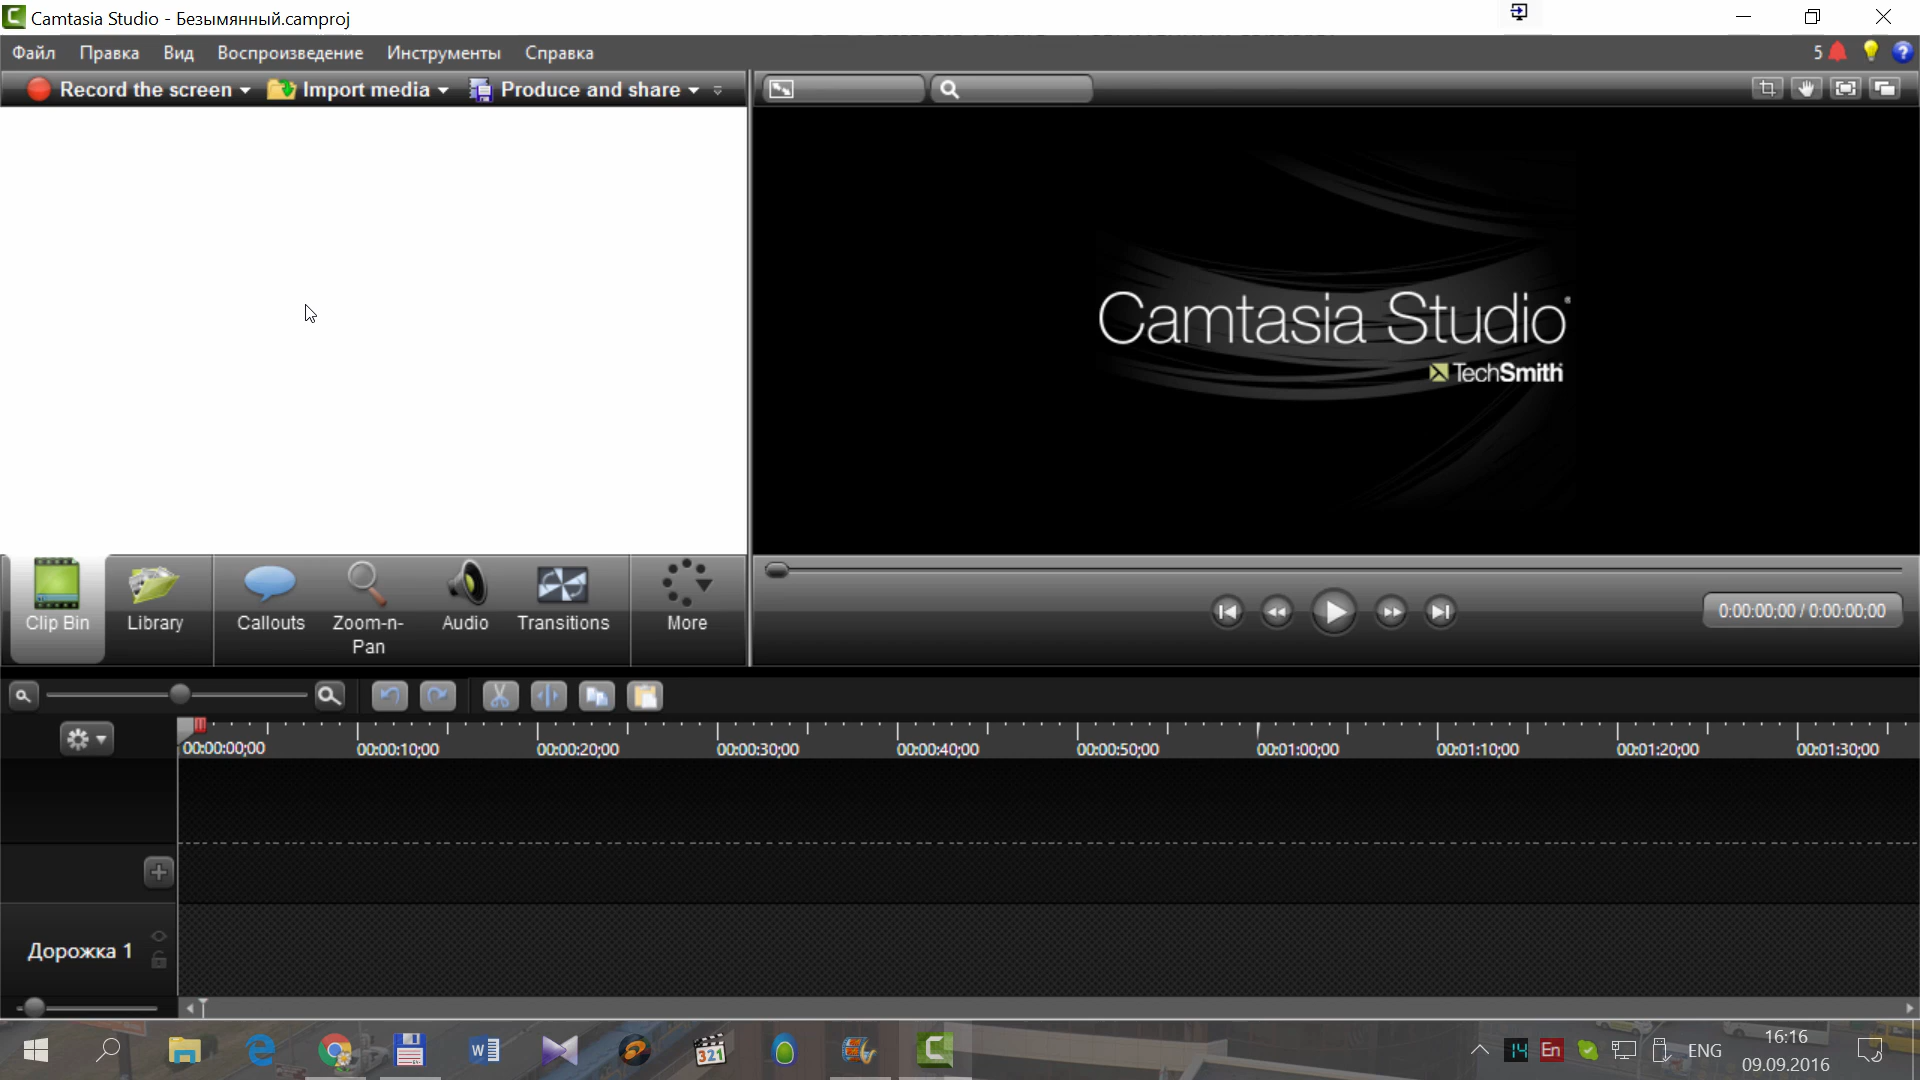 Camtasia Studio - Безымянный.camproj
Файл Правка Вид Воспроизведение Инструменты Справка 5
Record the screen Import media Produce and share
Camtasia Studio
TechSmith
Clip Bin Library Callouts Zoom-n-Pan Audio Transitions More
0:00:00;00 / 0:00:00;00
00:00:00;00 00:00:10;00 00:00:20;00 00:00:30;00 00:00:40;00 00:00:50;00 00:01:00;00 00:01:10;00 00:01:20;00 00:01:30;00
Дорожка 1
321
14 En ENG 16:16
09.09.2016